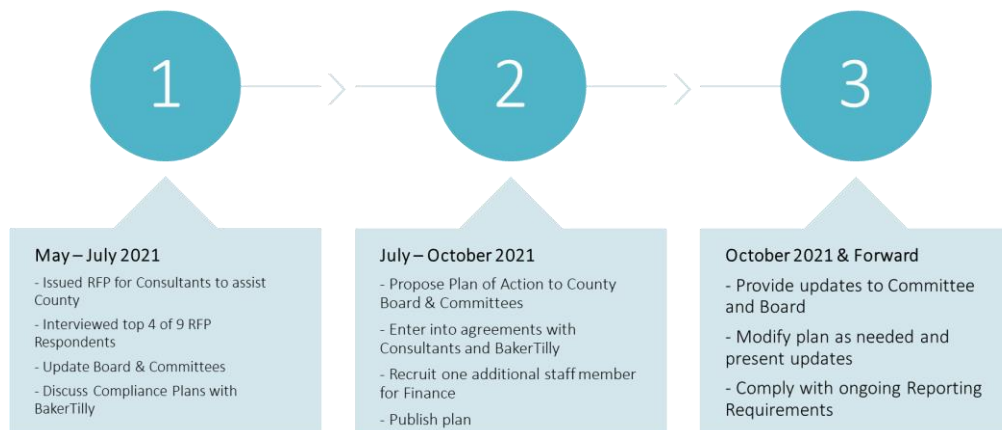 1
May – July 2021
- Issued RFP for Consultants to assist
County
- Interviewed top 4 of 9 RFP
Respondents
- Update Board & Committees
- Discuss Compliance Plans with
BakerTilly
2
July – October 2021
- Propose Plan of Action to County
Board & Committees
- Enter into agreements with
Consultants and BakerTilly
- Recruit one additional staff member
for Finance
- Publish plan
3
October 2021 & Forward
- Provide updates to Committee
and Board
- Modify plan as needed and
present updates
- Comply with ongoing Reporting
Requirements